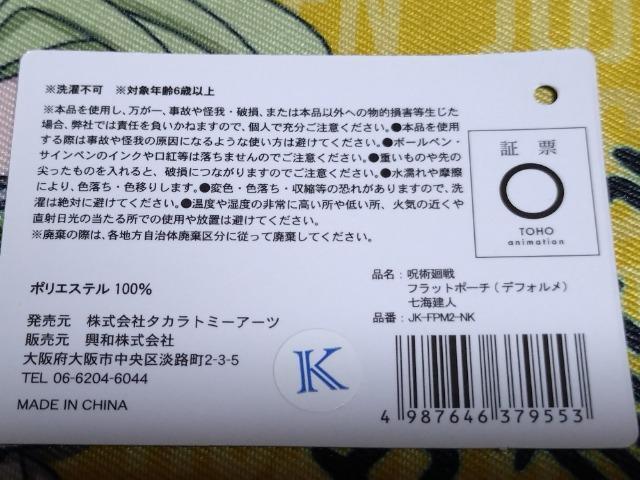 ※洗濯不可　※対象年齢6歳以上
※本品を使用し、万が一、事故や怪我・破損、または本品以外への物的損害等生じた
場合、弊社では責任を負いかねますので、個人で充分ご注意ください。●本品を使用
する際は事故や怪我の原因になるような使い方は避けてください。●ボールペン・
サインペンのインクや口紅等は落ちませんのでご注意ください。●重いものや先の
尖ったものを入れると、破損につながりますのでご注意ください。●水濡れや摩擦
により、色落ち・色移りします。●変色・色落ち・収縮等の恐れがありますので、洗
濯は絶対に避けてください。●温度や湿度の非常に高い所や低い所、火気の近くや
直射日光の当たる所での使用や放置は避けてください。
※廃棄の際は、各地方自治体廃棄区分に従って廃棄してください。
証票
TOHO
animation
ポリエステル 100%
発売元　株式会社タカラトミーアーツ
販売元　興和株式会社
大阪府大阪市中央区淡路町2-3-5
TEL 06-6204-6044
MADE IN CHINA
K
品名：呪術廻戦
フラットポーチ（デフォルメ）
七海建人
品番：JK-FPM2-NK
4 987646 379553